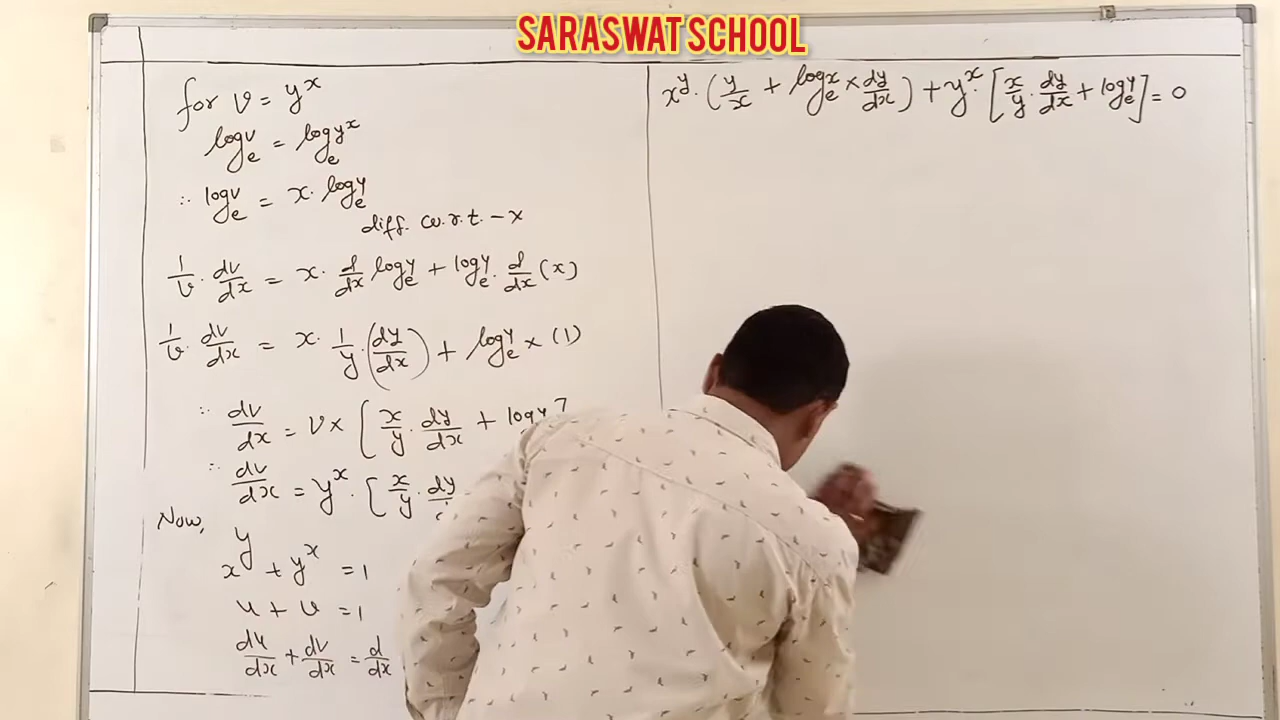 SARASWAT SCHOOL
for v = y^x
log_e^v = log_e^{y^x}
∴ log_e^v = x · log_e^y
diff. w.r.t. - x
1/v · dv/dx = x · d/dx log_e^y + log_e^y · d/dx (x)
1/v · dv/dx = x · 1/y · (dy/dx) + log_e^y × (1)
∴ dv/dx = v × [x/y · dy/dx + log y]
∴ dv/dx = y^x · [x/y · dy
Now,
x^y + y^x = 1
u + v = 1
du/dx + dv/dx = d/dx
x^y · (y/x + log_e^x × dy/dx) + y^x · [x/y · dy/dx + log_e^y] = 0